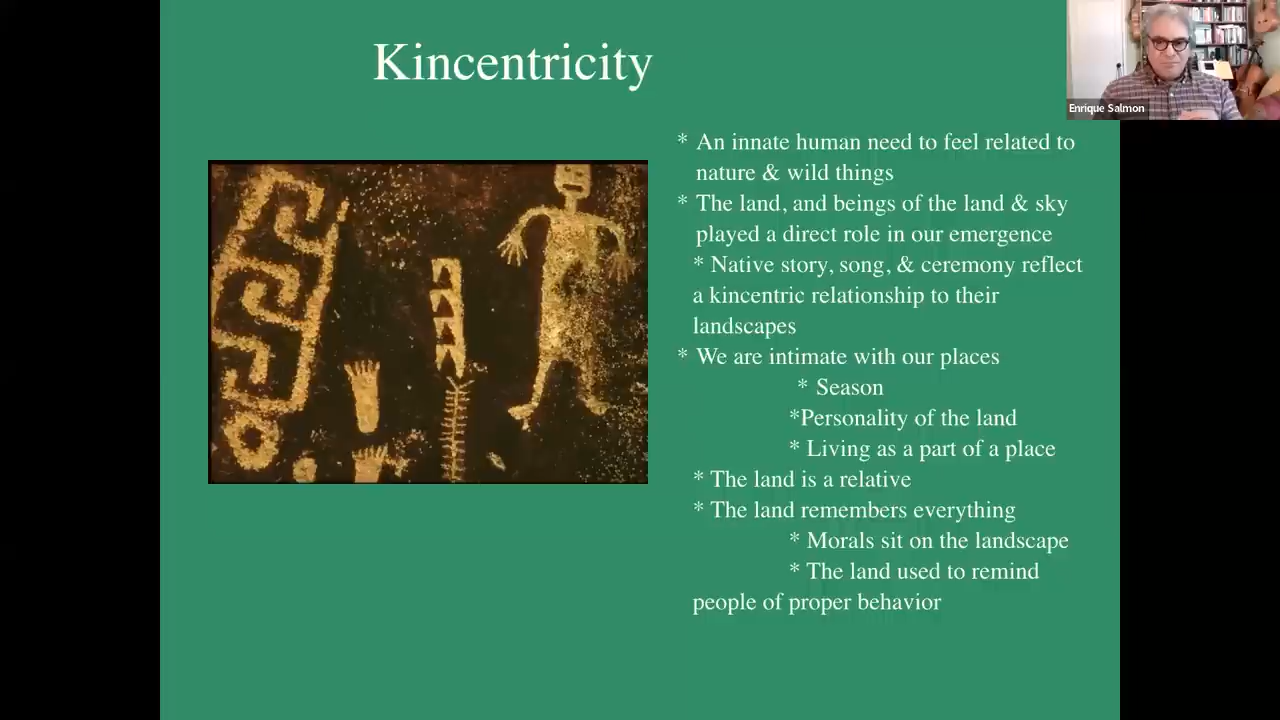 Kincentricity
Enrique Salmon
* An innate human need to feel related to
nature & wild things
* The land, and beings of the land & sky
played a direct role in our emergence
* Native story, song, & ceremony reflect
a kincentric relationship to their
landscapes
* We are intimate with our places
* Season
*Personality of the land
* Living as a part of a place
* The land is a relative
* The land remembers everything
* Morals sit on the landscape
* The land used to remind
people of proper behavior